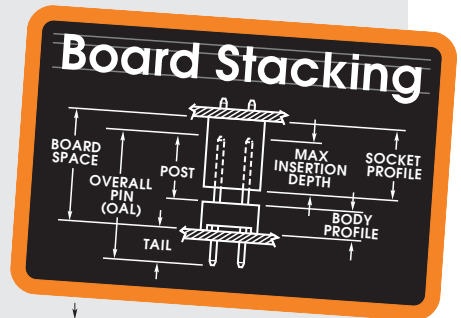 Board Stacking
BOARD
SPACE
OVERALL
PIN
(OAL)
POST
TAIL
MAX
INSERTION
DEPTH
SOCKET
PROFILE
BODY
PROFILE